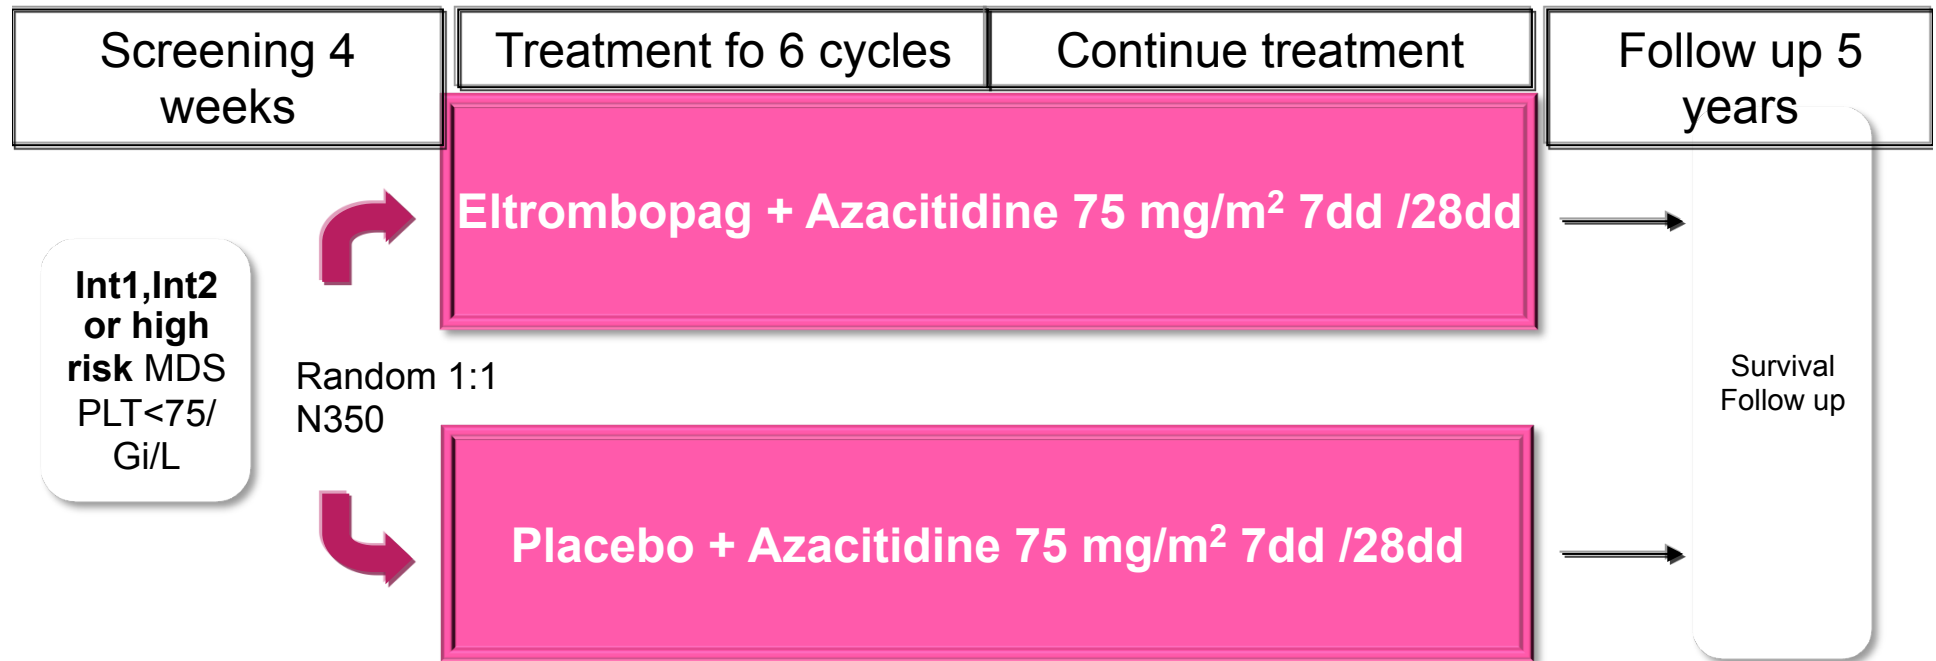 Screening 4
weeks
Treatment fo 6 cycles
Continue treatment
Follow up 5
years
Eltrombopag + Azacitidine 75 mg/m² 7dd /28dd
Int1,Int2
or high
risk MDS
PLT<75/
Gi/L
Random 1:1
N350
Survival
Follow up
Placebo + Azacitidine 75 mg/m² 7dd /28dd